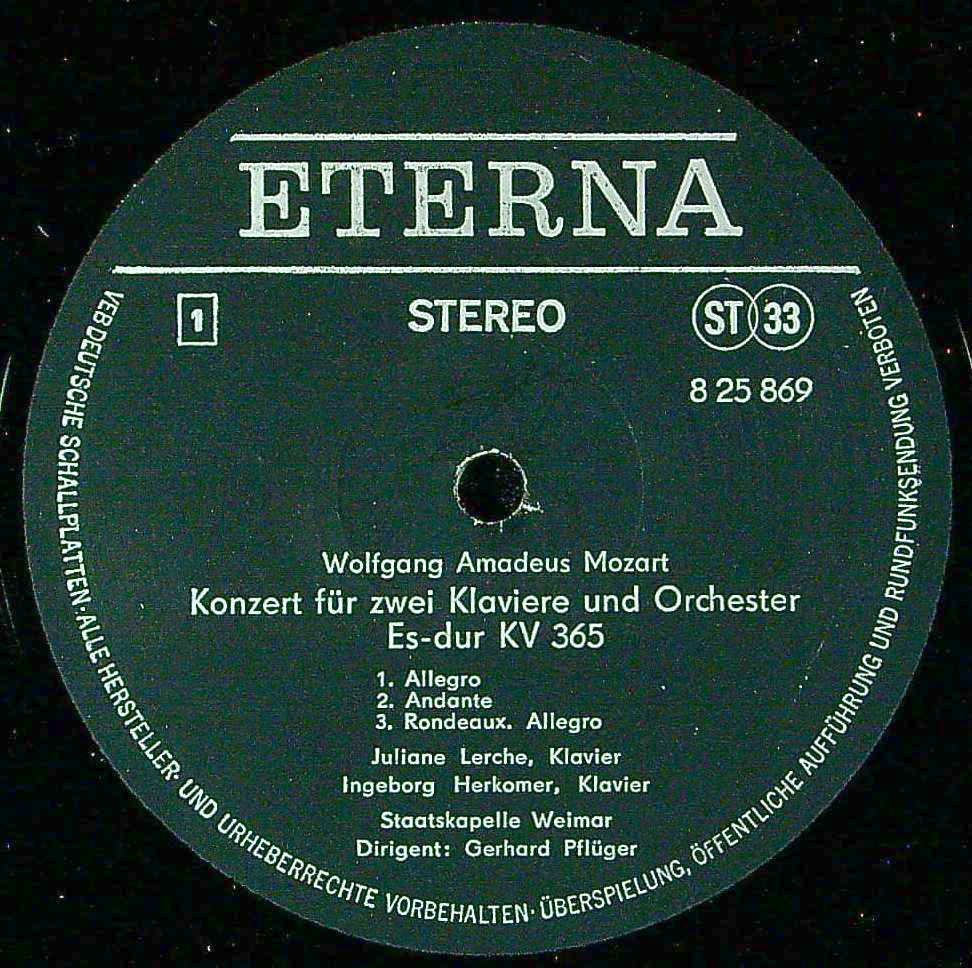 ETERNA
1
STEREO
ST 33
8 25 869
Wolfgang Amadeus Mozart
Konzert für zwei Klaviere und Orchester
Es-dur KV 365
1. Allegro
2. Andante
3. Rondeaux. Allegro
Juliane Lerche, Klavier
Ingeborg Herkomer, Klavier
Staatskapelle Weimar
Dirigent: Gerhard Pflüger
VEB DEUTSCHE SCHALLPLATTEN · ALLE HERSTELLER- UND URHEBERRECHTE VORBEHALTEN · ÜBERSPIELUNG, ÖFFENTLICHE AUFFÜHRUNG UND RUNDFUNKSENDUNG VERBOTEN